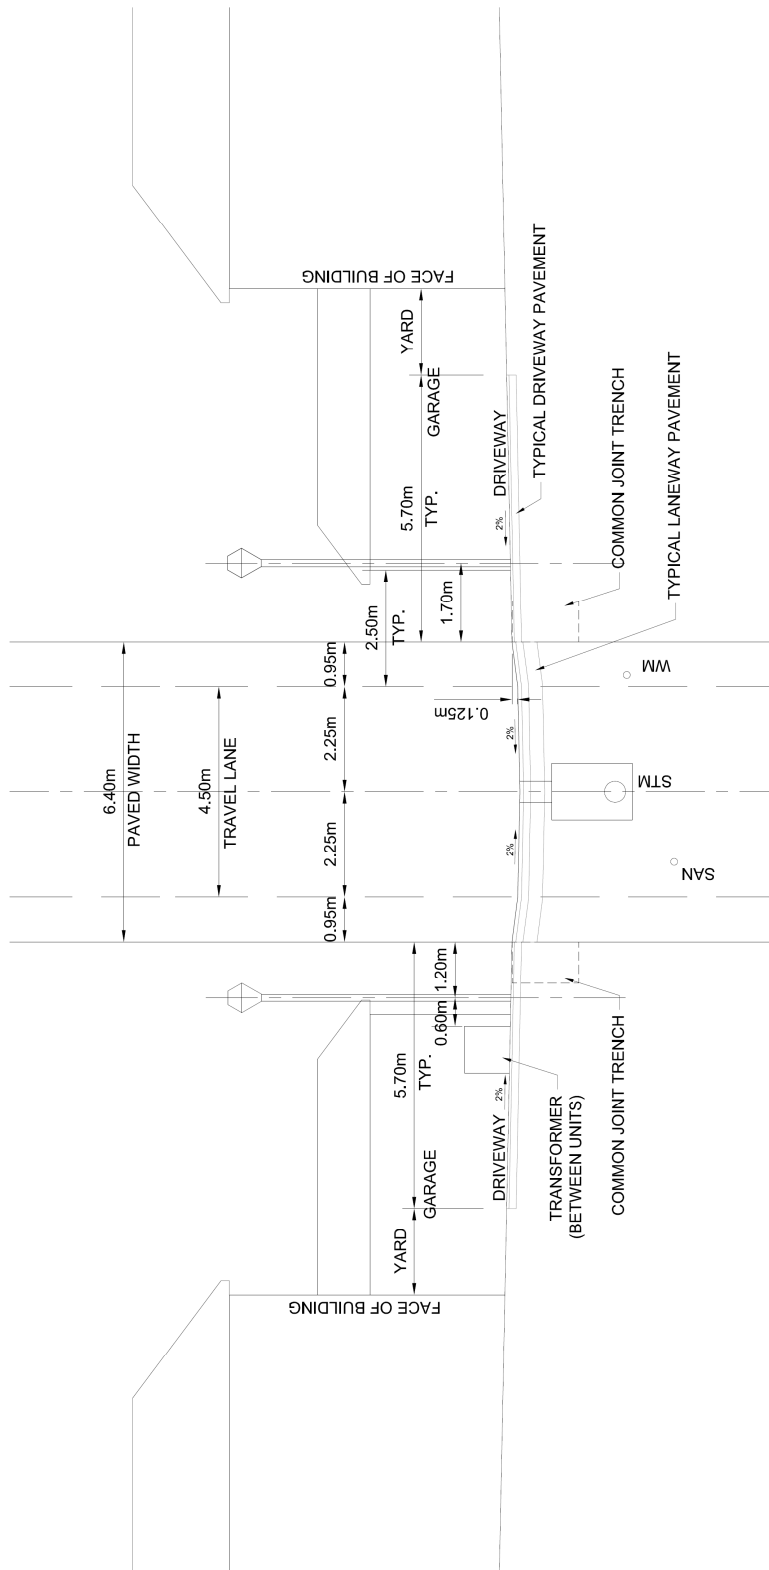 6.40m
PAVED WIDTH
4.50m
TRAVEL LANE
0.95m
2.25m
2.25m
0.95m
FACE OF BUILDING
YARD
GARAGE
5.70m
TYP.
0.60m
1.20m
DRIVEWAY
2%
2%
0.125m
2%
2.50m
TYP.
1.70m
5.70m
TYP.
GARAGE
YARD
FACE OF BUILDING
DRIVEWAY
2%
TYPICAL DRIVEWAY PAVEMENT
COMMON JOINT TRENCH
TYPICAL LANEWAY PAVEMENT
TRANSFORMER
(BETWEEN UNITS)
COMMON JOINT TRENCH
SAN
STM
WM